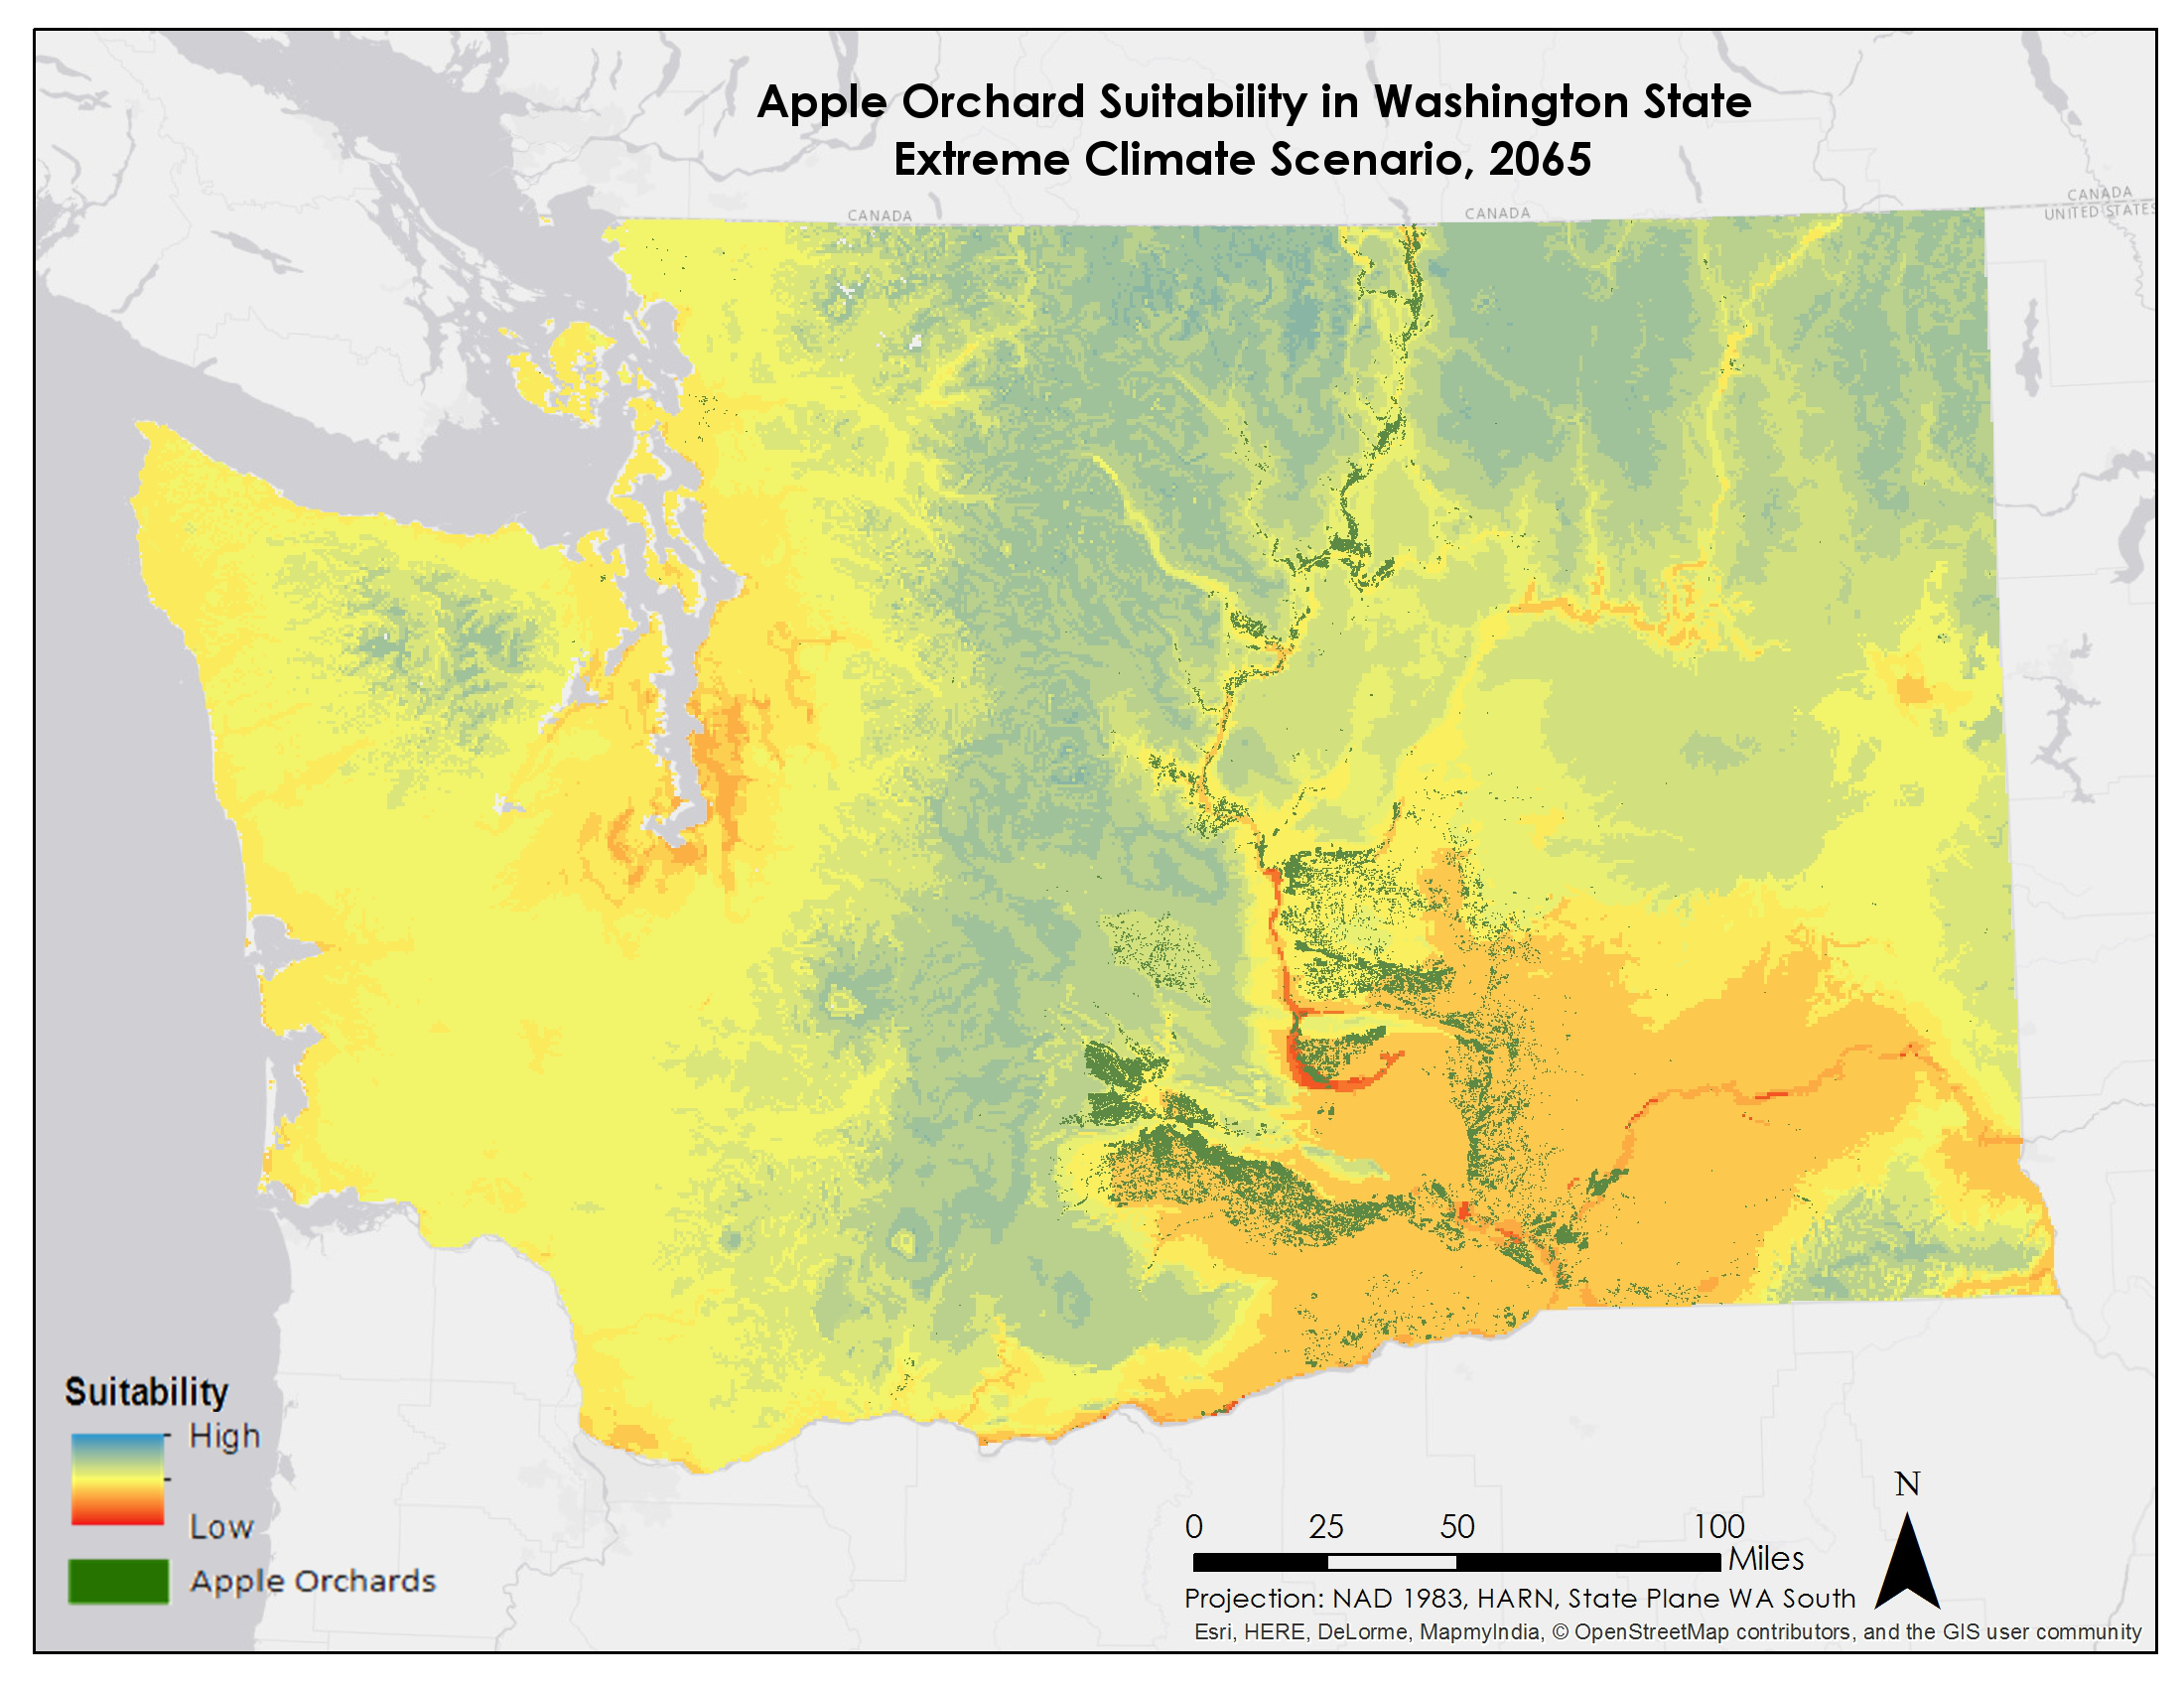 Apple Orchard Suitability in Washington State
Extreme Climate Scenario, 2065
CANADA
CANADA
CANADA
UNITED STATES
Suitability
High
Low
Apple Orchards
N
0 25 50 100
Miles
Projection: NAD 1983, HARN, State Plane WA South
Esri, HERE, DeLorme, MapmyIndia, © OpenStreetMap contributors, and the GIS user community